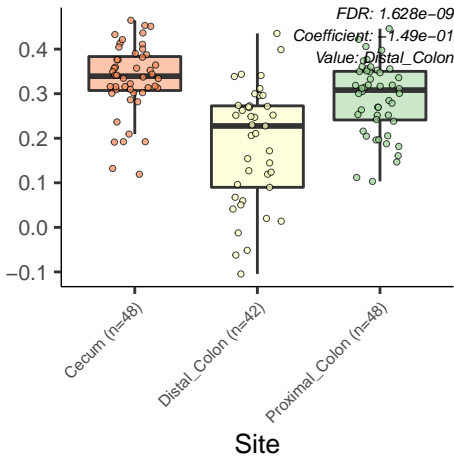 FDR: 1.628e−09
Coefficient: −1.49e−01
Value: Distal_Colon
0.4
0.3
0.2
0.1
0.0
−0.1
Cecum (n=48)
Distal_Colon (n=42)
Proximal_Colon (n=48)
Site